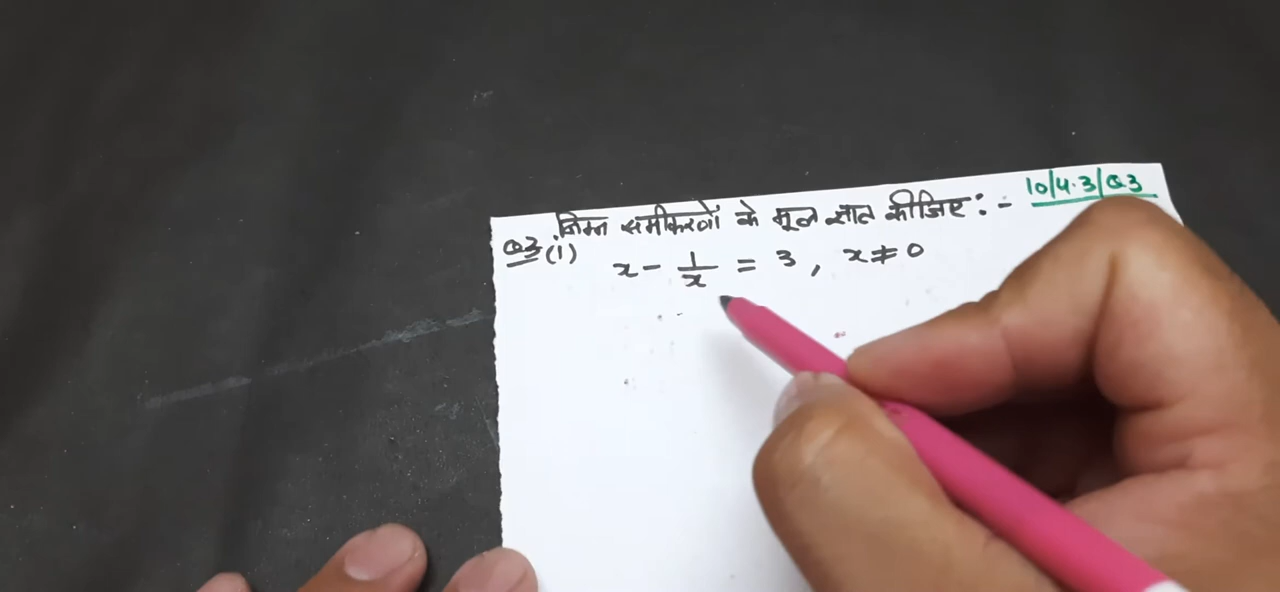 10/4.3/Q3
निम्न समीकरणों के मूल ज्ञात कीजिए :-
Q3 (i) x - 1/x = 3, x ≠ 0